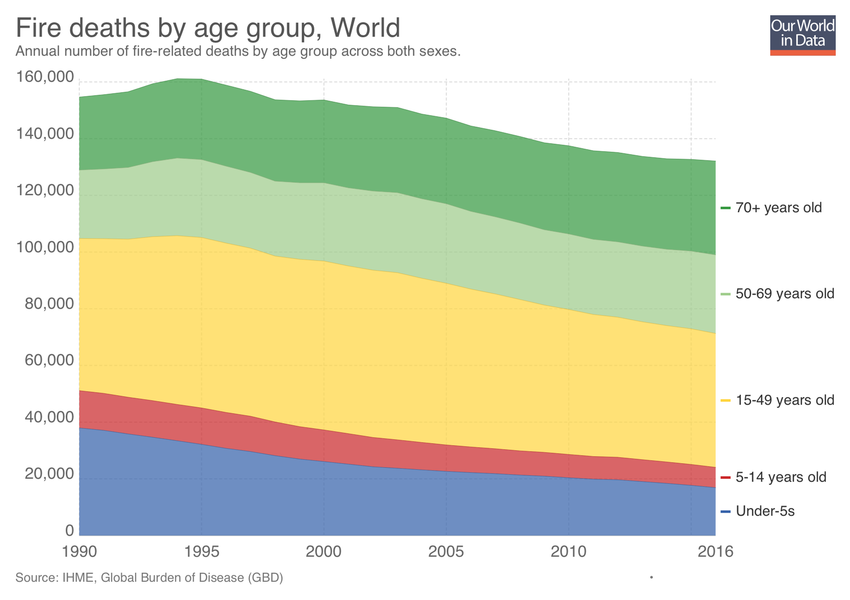 Fire deaths by age group, World
Annual number of fire-related deaths by age group across both sexes.
Our World
in Data
160,000
140,000
120,000
100,000
80,000
60,000
40,000
20,000
0
70+ years old
50-69 years old
15-49 years old
5-14 years old
Under-5s
1990
1995
2000
2005
2010
2016
Source: IHME, Global Burden of Disease (GBD)